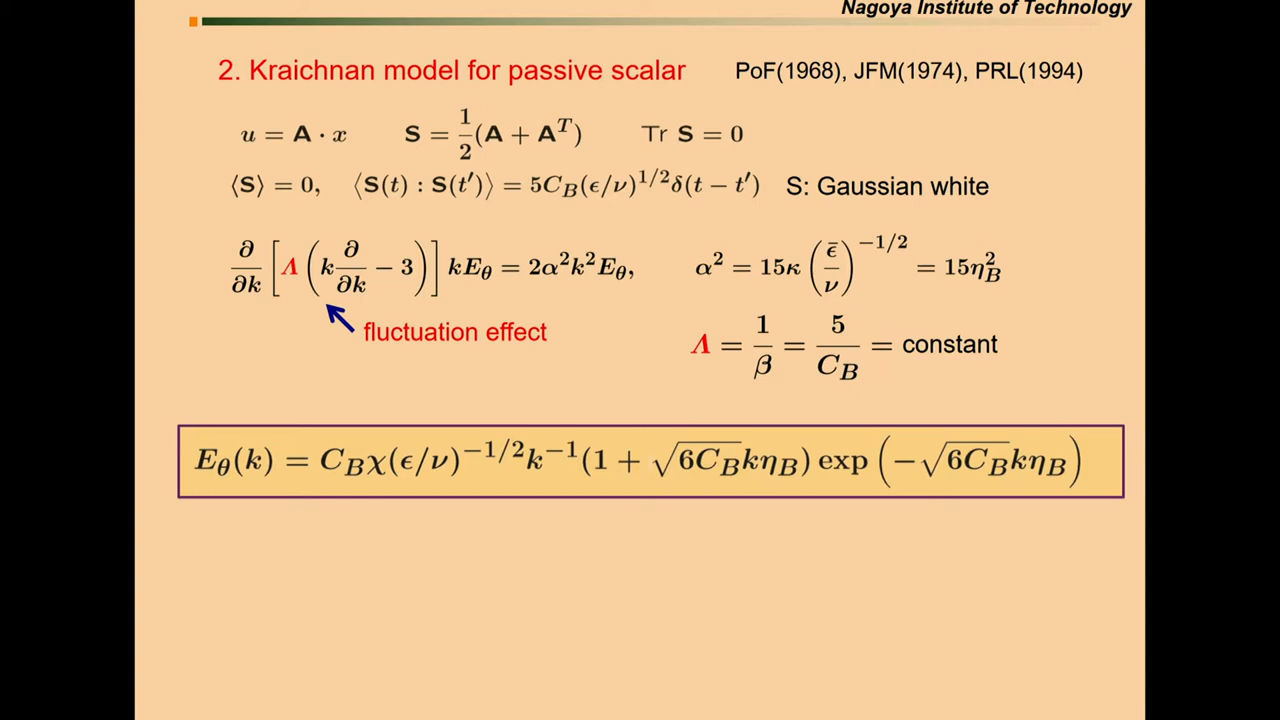 Nagoya Institute of Technology
2. Kraichnan model for passive scalar PoF(1968), JFM(1974), PRL(1994)
u = A · x S = 1/2 (A + A^T) Tr S = 0
⟨S⟩ = 0, ⟨S(t) : S(t′)⟩ = 5C_B(ϵ/ν)^{1/2}δ(t − t′) S: Gaussian white
∂/∂k [Λ (k ∂/∂k − 3)] kE_θ = 2α²k²E_θ, α² = 15κ (ϵ̄/ν)^{−1/2} = 15η_B²
fluctuation effect
Λ = 1/β = 5/C_B = constant
E_θ(k) = C_Bχ(ϵ/ν)^{−1/2}k^{−1}(1 + √(6C_B)kη_B) exp (−√(6C_B)kη_B)